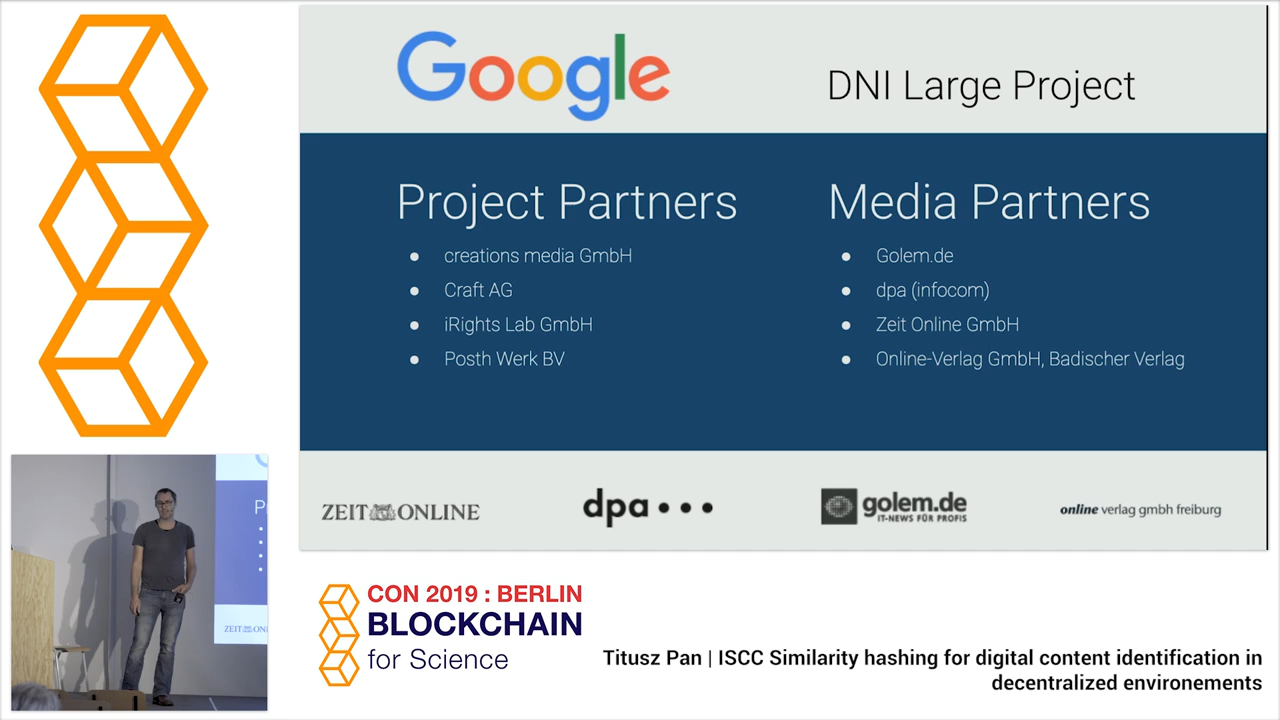 Google
DNI Large Project
Project Partners
creations media GmbH
Craft AG
iRights Lab GmbH
Posth Werk BV
Media Partners
Golem.de
dpa (infocom)
Zeit Online GmbH
Online-Verlag GmbH, Badischer Verlag
ZEIT ONLINE
dpa
golem.de
IT-NEWS FÜR PROFIS
online verlag gmbh freiburg
ZEIT ONL
CON 2019 : BERLIN
BLOCKCHAIN
for Science
Titusz Pan | ISCC Similarity hashing for digital content identification in
decentralized environements